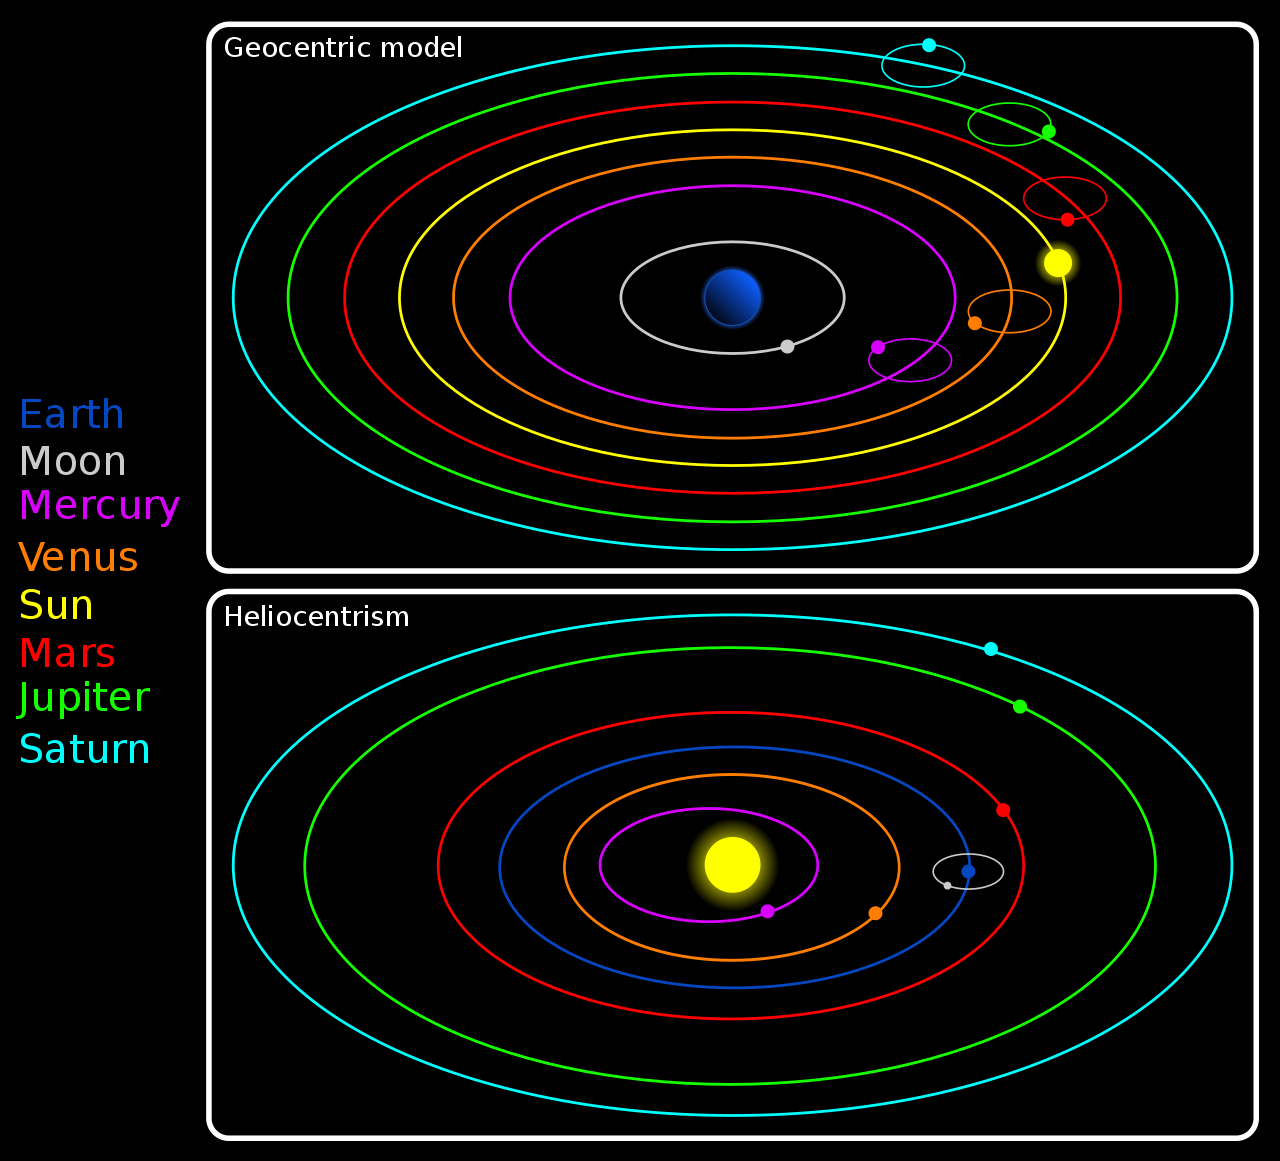 Geocentric model
Earth
Moon
Mercury
Venus
Sun
Mars
Jupiter
Saturn
Heliocentrism